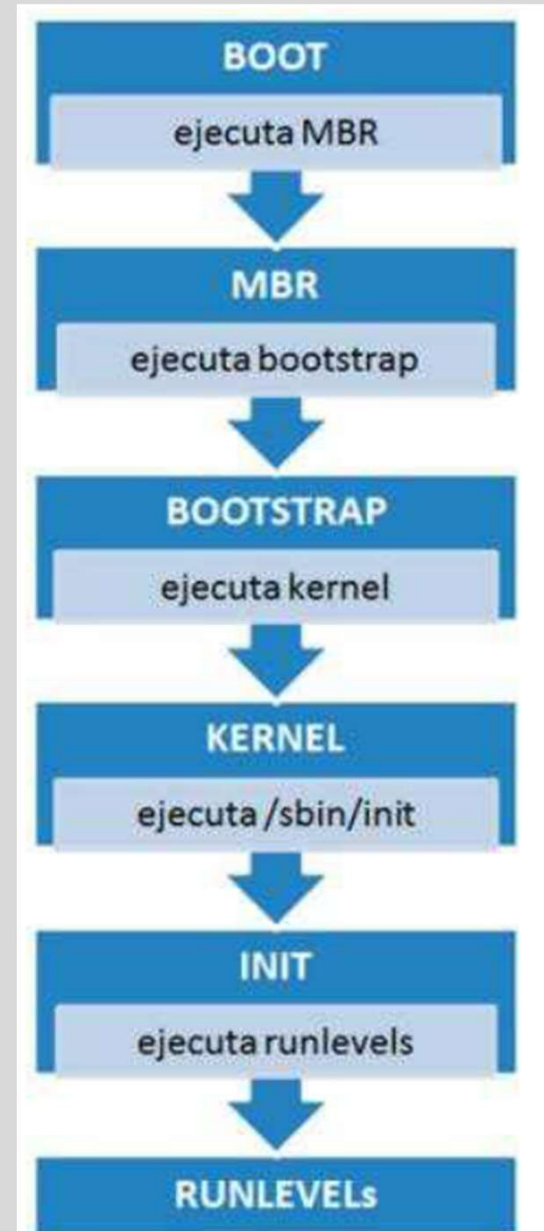 BOOT
ejecuta MBR
MBR
ejecuta bootstrap
BOOTSTRAP
ejecuta kernel
KERNEL
ejecuta /sbin/init
INIT
ejecuta runlevels
RUNLEVELs